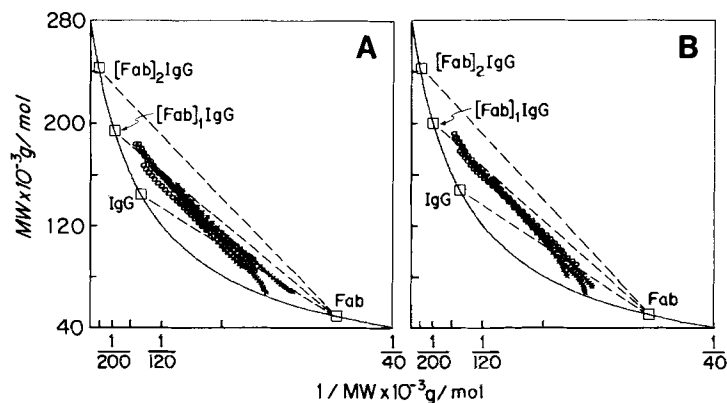 280
200
120
40
MW x 10⁻³ g/mol
A
[Fab]₂IgG
[Fab]₁IgG
IgG
Fab
1/200
1/120
1/40
B
[Fab]₂IgG
[Fab]₁IgG
IgG
Fab
1/200
1/120
1/40
1/MW x 10⁻³ g/mol